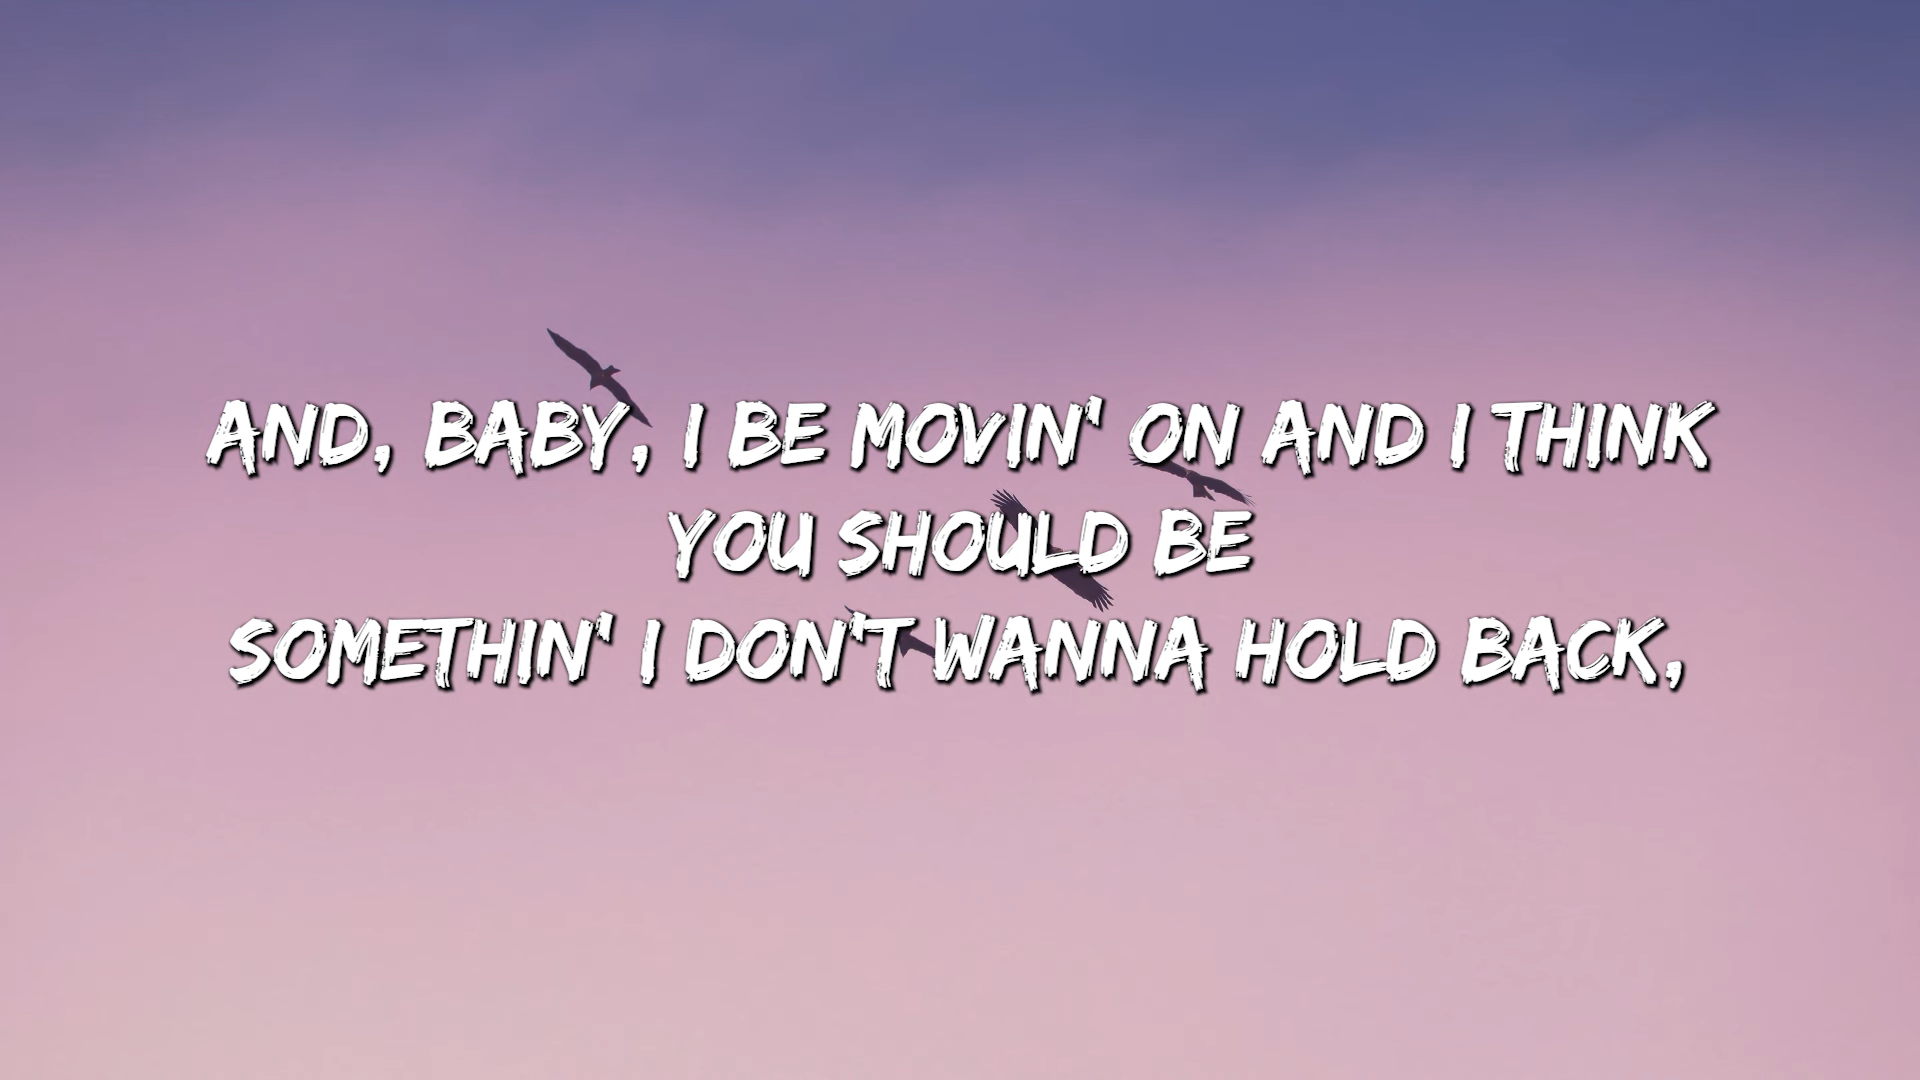 AND, BABY, I BE MOVIN' ON AND I THINK
YOU SHOULD BE
SOMETHIN' I DON'T WANNA HOLD BACK,